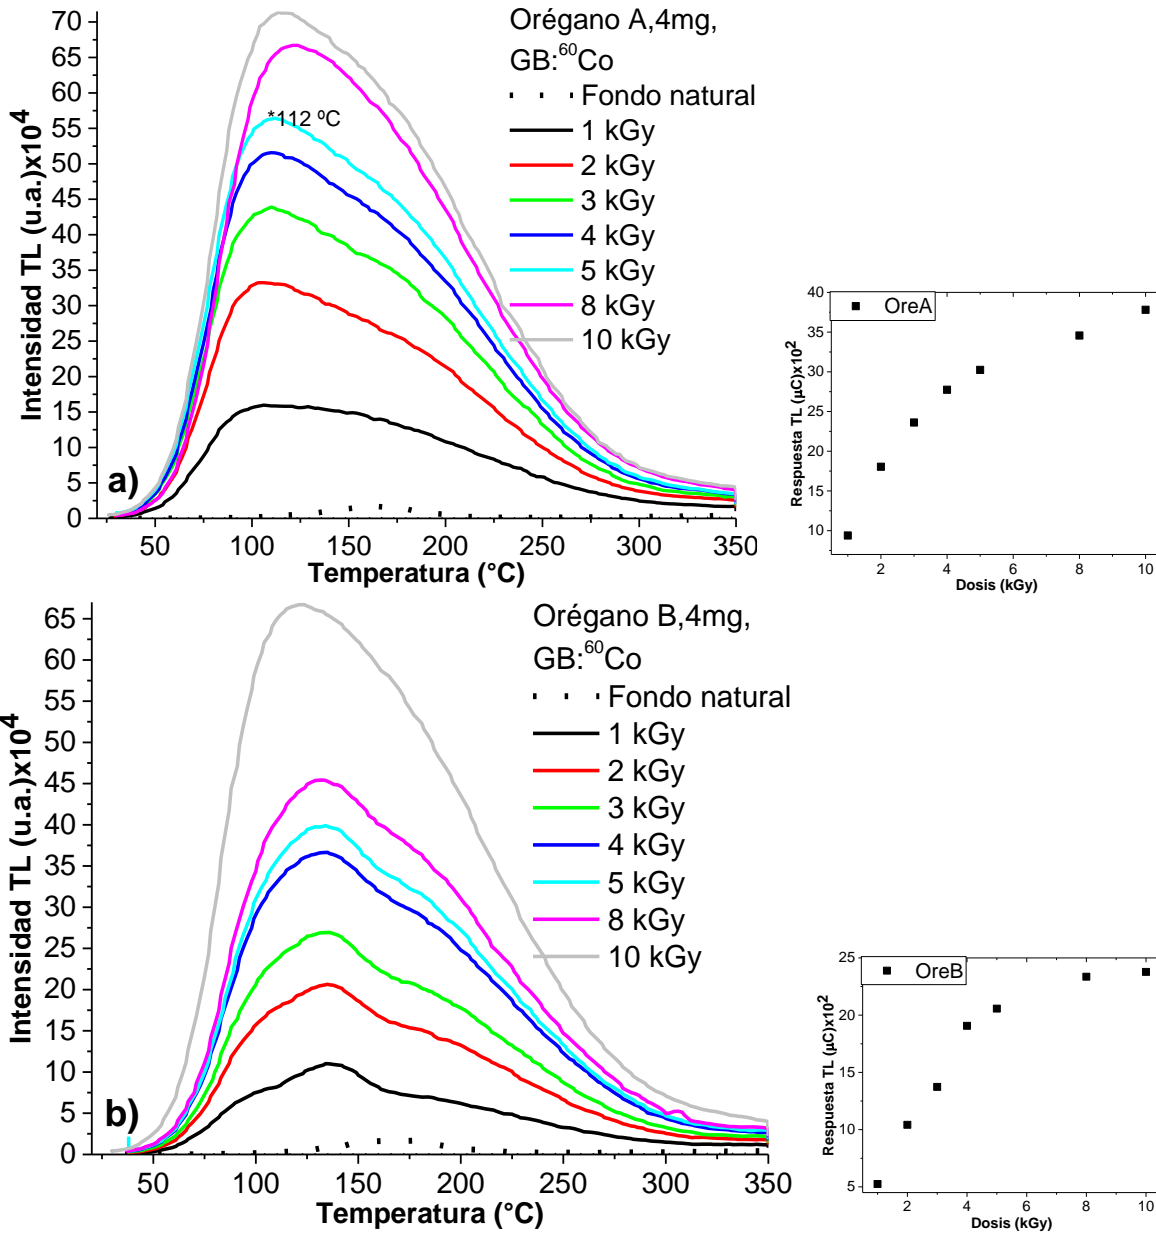 Orégano A,4mg,
GB:⁶⁰Co
Fondo natural
1 kGy
2 kGy
3 kGy
4 kGy
5 kGy
8 kGy
10 kGy
*112 ºC
a)
Intensidad TL (u.a.)x10⁴
70
65
60
55
50
45
40
35
30
25
20
15
10
5
0
50 100 150 200 250 300 350
Temperatura (°C)
OreA
Respuesta TL (µC)x10²
40
35
30
25
20
15
10
2 4 6 8 10
Dosis (kGy)
Orégano B,4mg,
GB:⁶⁰Co
Fondo natural
1 kGy
2 kGy
3 kGy
4 kGy
5 kGy
8 kGy
10 kGy
b)
Intensidad TL (u.a.)x10⁴
65
60
55
50
45
40
35
30
25
20
15
10
5
0
50 100 150 200 250 300 350
Temperatura (°C)
OreB
Respuesta TL (µC)x10²
25
20
15
10
5
2 4 6 8 10
Dosis (kGy)